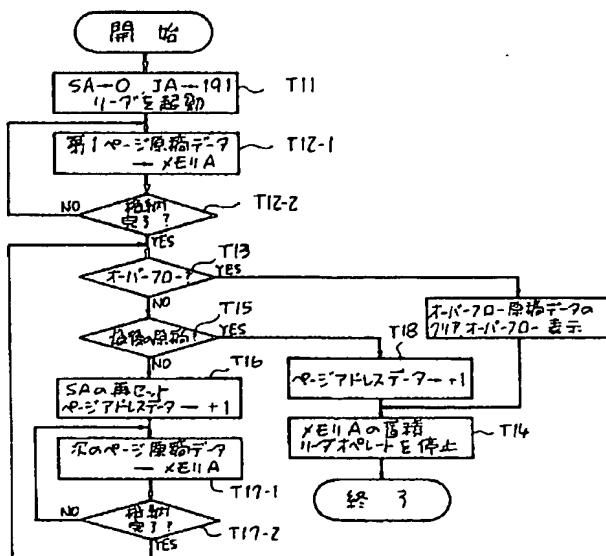 開始
SA←0 JA←191
リーダを起動
T11
第1ページ原稿データ
→メモリA
T12-1
格納
完了?
T12-2
NO
YES
オーバーフロー?
T13
YES
NO
最後の原稿?
T15
YES
NO
オーバーフロー原稿データの
クリア オーバーフロー表示
SAの再セット
ページアドレスデータ←+1
T16
ページアドレスデータ←+1
T18
次のページ原稿データ
→メモリA
T17-1
メモリAの蓄積
リーダオペレートを停止
T14
格納
完了?
T17-2
NO
YES
終了